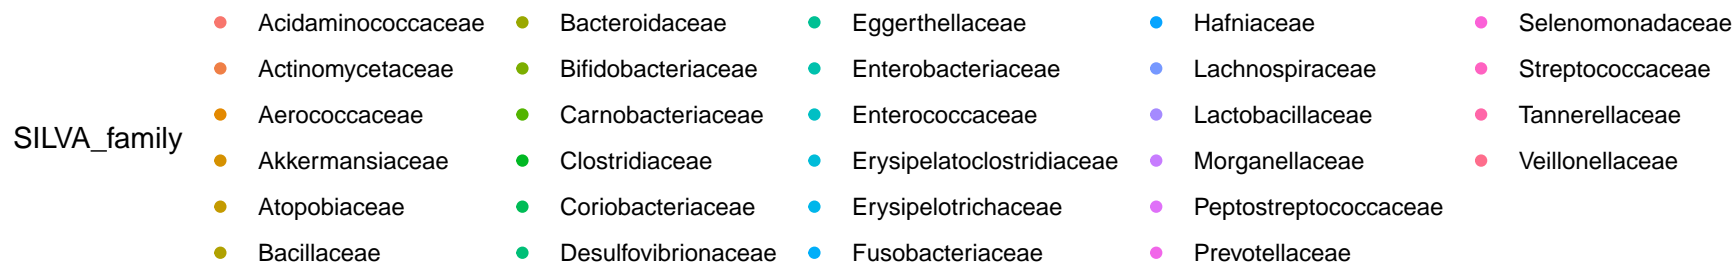 SILVA_family
Acidaminococcaceae
Actinomycetaceae
Aerococcaceae
Akkermansiaceae
Atopobiaceae
Bacillaceae
Bacteroidaceae
Bifidobacteriaceae
Carnobacteriaceae
Clostridiaceae
Coriobacteriaceae
Desulfovibrionaceae
Eggerthellaceae
Enterobacteriaceae
Enterococcaceae
Erysipelatoclostridiaceae
Erysipelotrichaceae
Fusobacteriaceae
Hafniaceae
Lachnospiraceae
Lactobacillaceae
Morganellaceae
Peptostreptococcaceae
Prevotellaceae
Selenomonadaceae
Streptococcaceae
Tannerellaceae
Veillonellaceae